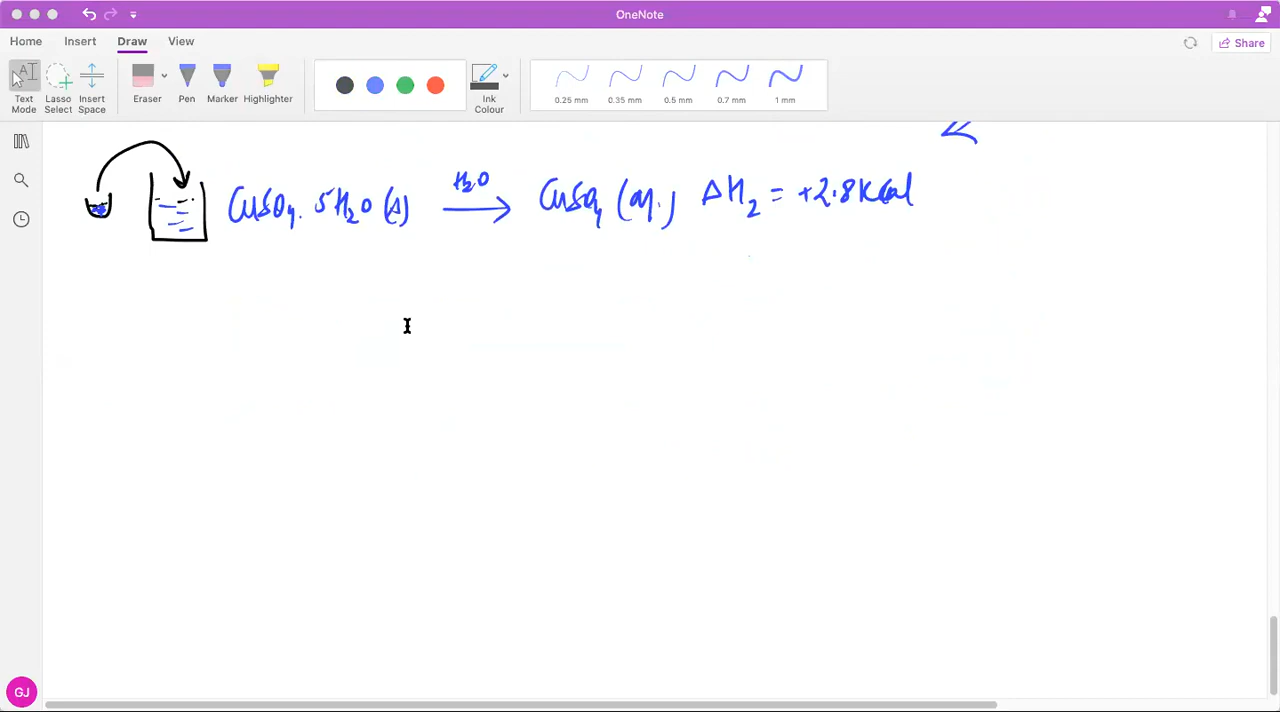 OneNote
Home Insert Draw View
Share
Text Mode
Lasso Select
Insert Space
Eraser
Pen
Marker
Highlighter
Ink Colour
0.25 mm 0.35 mm 0.5 mm 0.7 mm 1 mm
CuSO₄. 5H₂O (s) H₂O → CuSO₄ (aq.) ΔH₂ = +2.8 Kcal
GJ